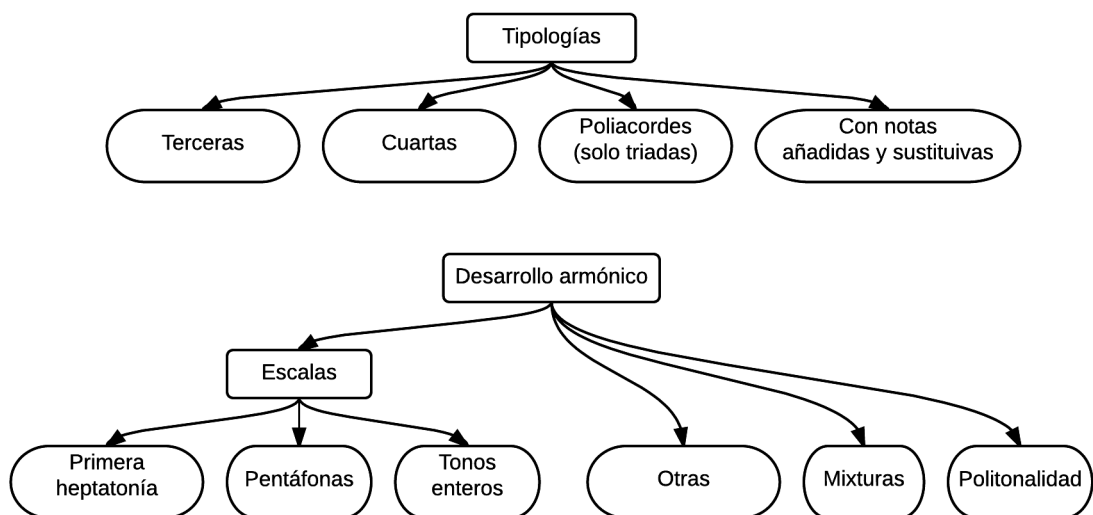 Tipologías
Terceras
Cuartas
Poliacordes
(solo triadas)
Con notas
añadidas y sustituivas
Desarrollo armónico
Escalas
Primera
heptatonía
Pentáfonas
Tonos
enteros
Otras
Mixturas
Politonalidad